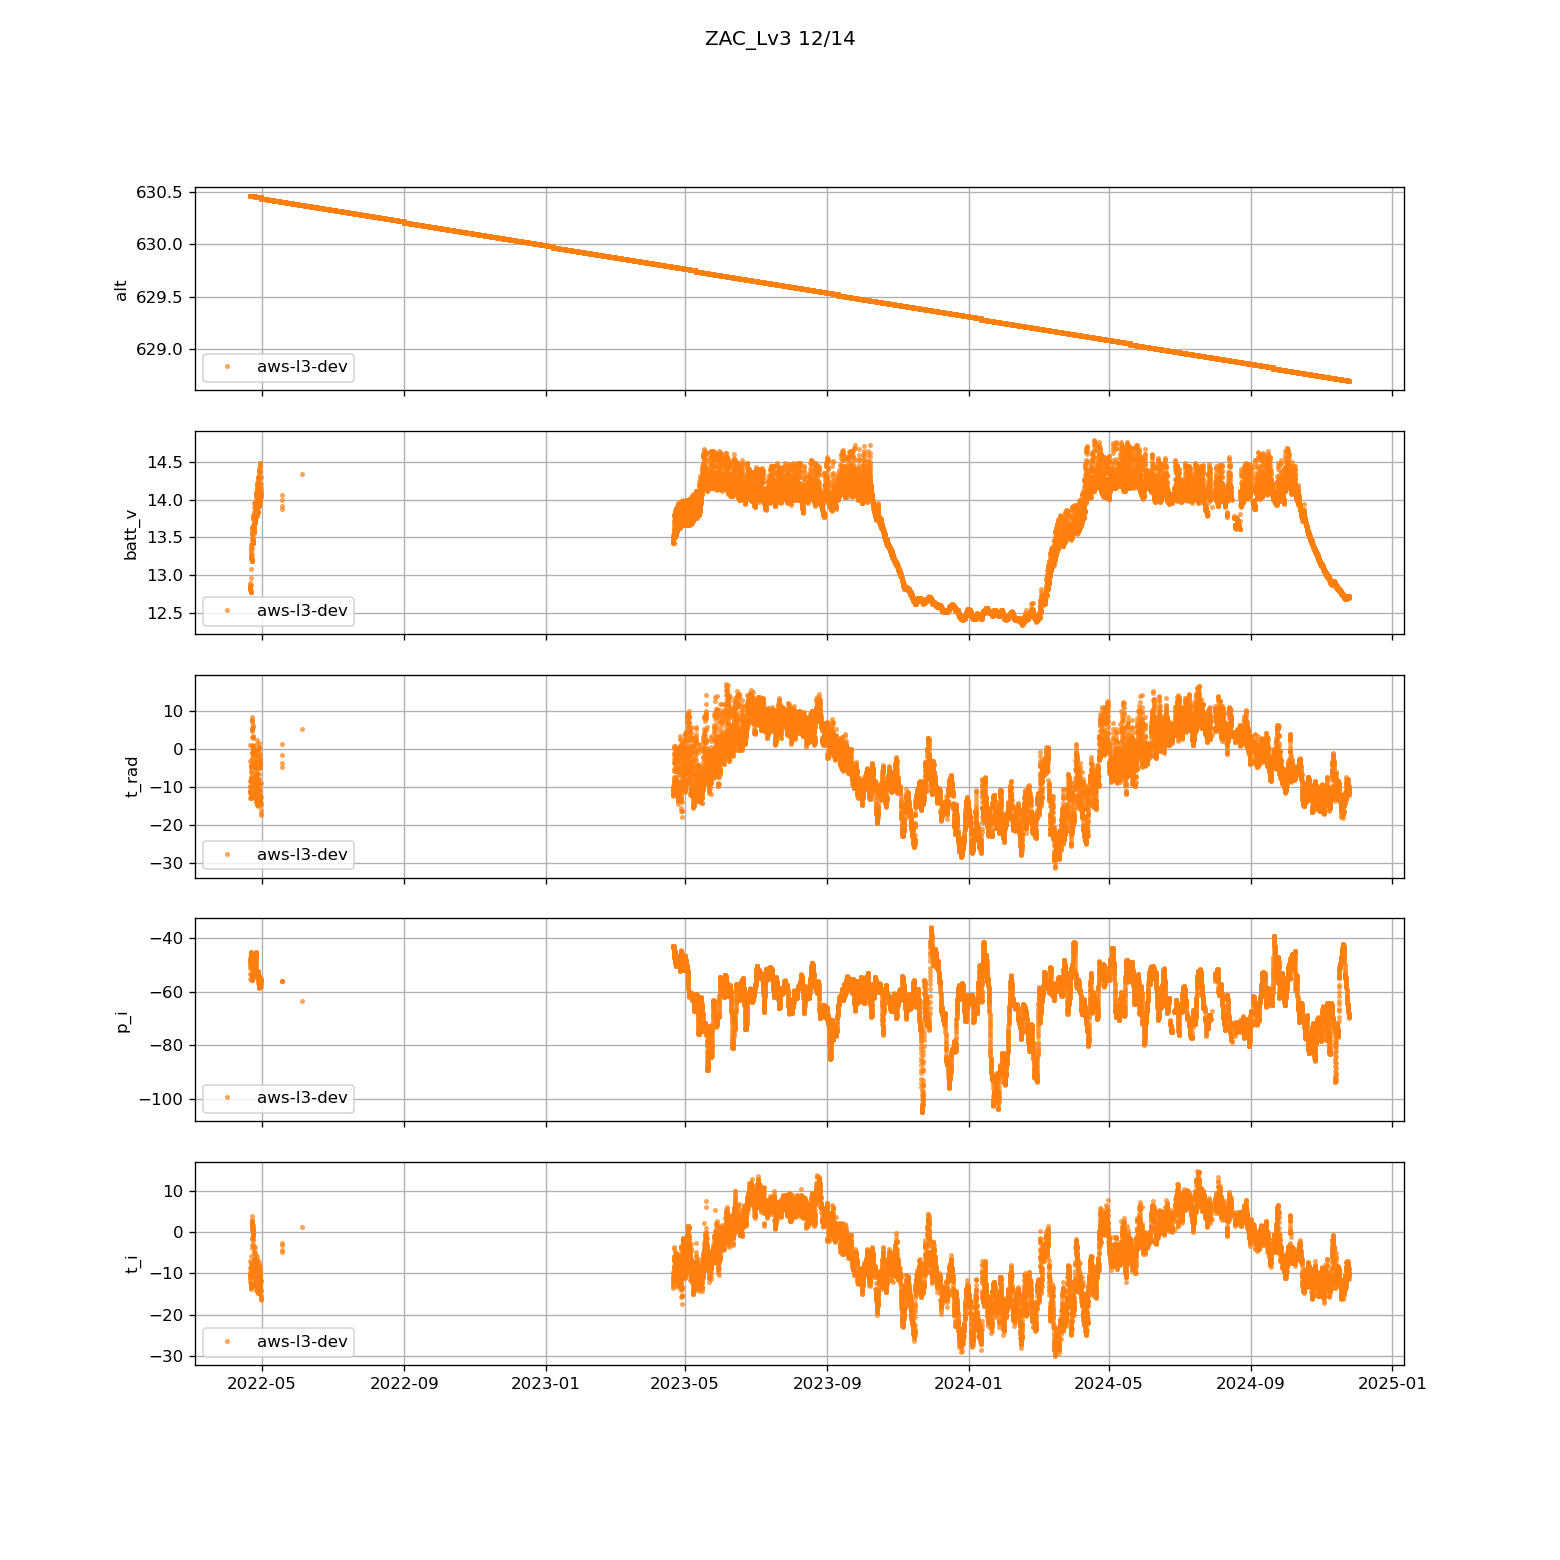 ZAC_Lv3 12/14
630.5
630.0
629.5
629.0
alt
aws-l3-dev
14.5
14.0
13.5
13.0
12.5
batt_v
aws-l3-dev
10
0
−10
−20
−30
t_rad
aws-l3-dev
−40
−60
−80
−100
p_i
aws-l3-dev
10
0
−10
−20
−30
t_i
aws-l3-dev
2022-05 2022-09 2023-01 2023-05 2023-09 2024-01 2024-05 2024-09 2025-01